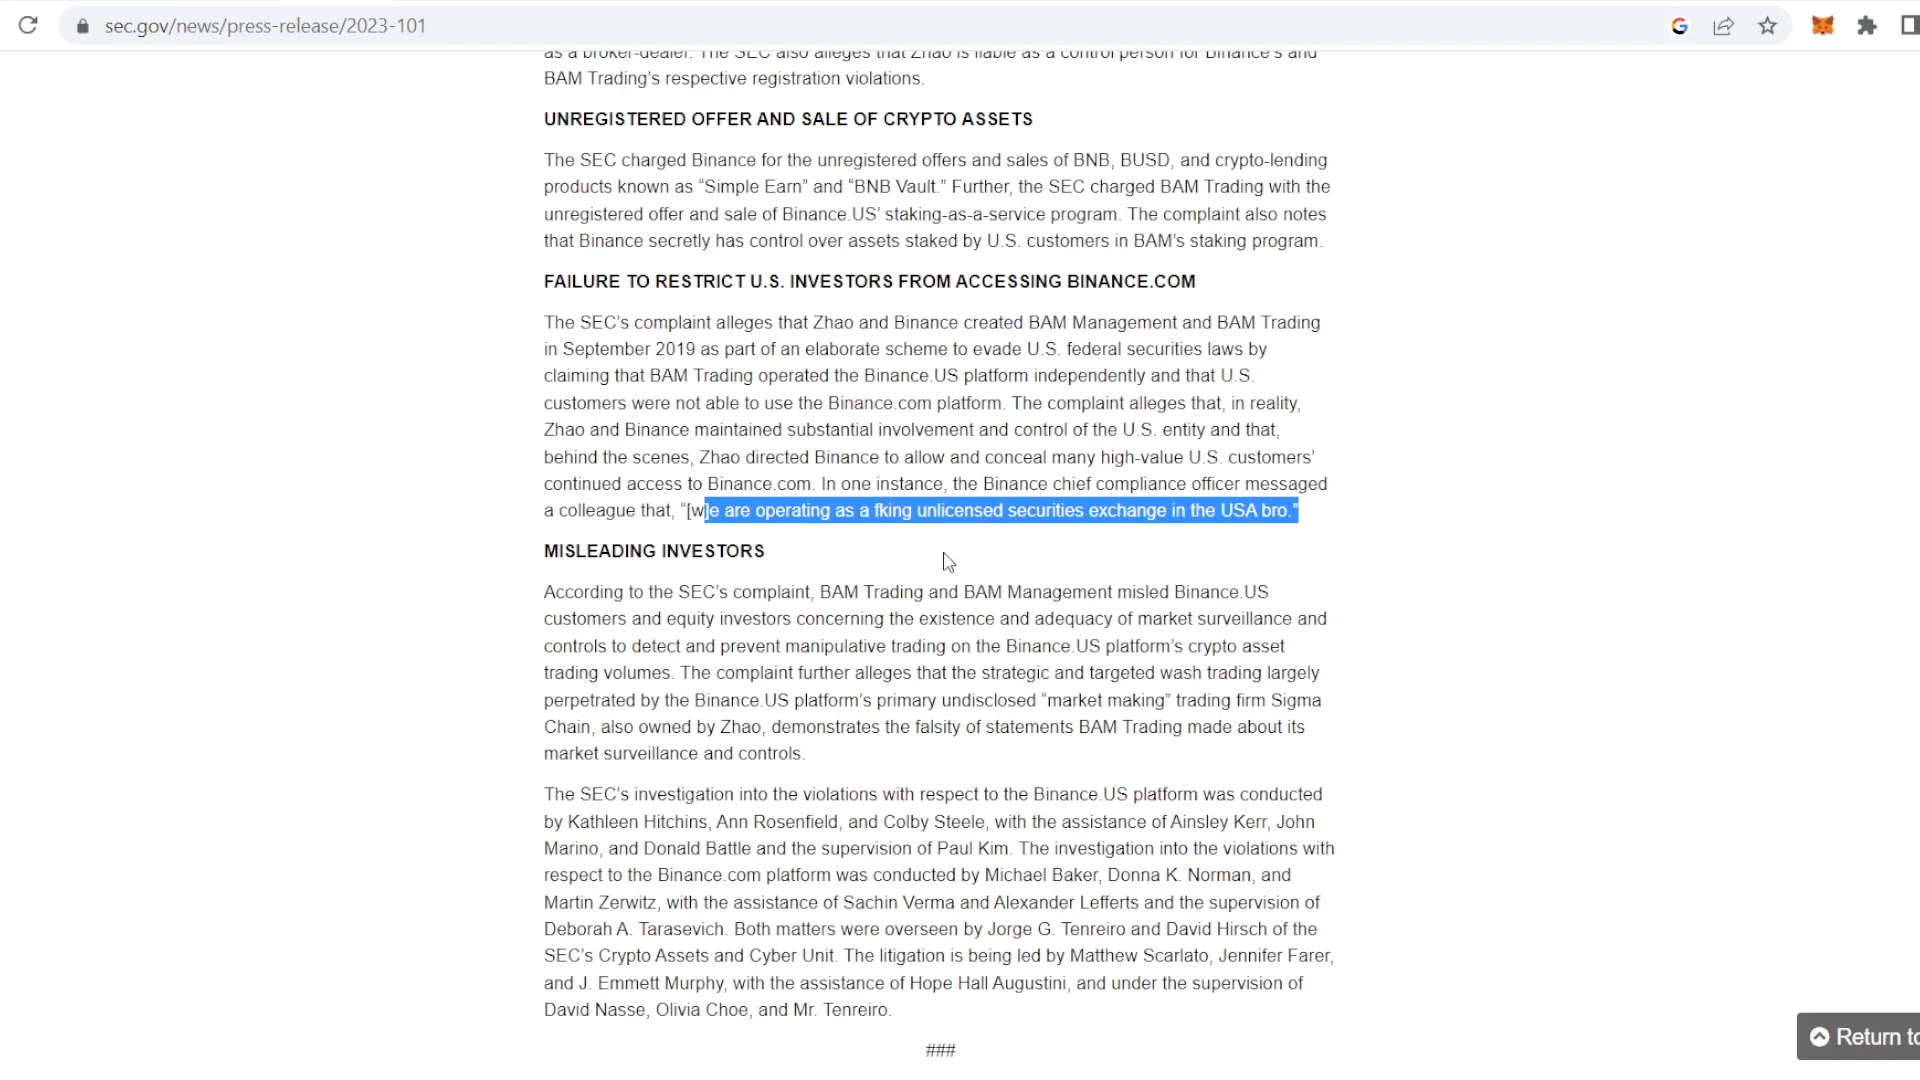 sec.gov/news/press-release/2023-101
as a broker-dealer. The SEC also alleges that Zhao is liable as a control person for Binance's and
BAM Trading's respective registration violations.
UNREGISTERED OFFER AND SALE OF CRYPTO ASSETS
The SEC charged Binance for the unregistered offers and sales of BNB, BUSD, and crypto-lending
products known as “Simple Earn” and “BNB Vault.” Further, the SEC charged BAM Trading with the
unregistered offer and sale of Binance.US’ staking-as-a-service program. The complaint also notes
that Binance secretly has control over assets staked by U.S. customers in BAM’s staking program.
FAILURE TO RESTRICT U.S. INVESTORS FROM ACCESSING BINANCE.COM
The SEC’s complaint alleges that Zhao and Binance created BAM Management and BAM Trading
in September 2019 as part of an elaborate scheme to evade U.S. federal securities laws by
claiming that BAM Trading operated the Binance.US platform independently and that U.S.
customers were not able to use the Binance.com platform. The complaint alleges that, in reality,
Zhao and Binance maintained substantial involvement and control of the U.S. entity and that,
behind the scenes, Zhao directed Binance to allow and conceal many high-value U.S. customers’
continued access to Binance.com. In one instance, the Binance chief compliance officer messaged
a colleague that, “[w]e are operating as a fking unlicensed securities exchange in the USA bro.”
MISLEADING INVESTORS
According to the SEC’s complaint, BAM Trading and BAM Management misled Binance.US
customers and equity investors concerning the existence and adequacy of market surveillance and
controls to detect and prevent manipulative trading on the Binance.US platform’s crypto asset
trading volumes. The complaint further alleges that the strategic and targeted wash trading largely
perpetrated by the Binance.US platform’s primary undisclosed “market making” trading firm Sigma
Chain, also owned by Zhao, demonstrates the falsity of statements BAM Trading made about its
market surveillance and controls.
The SEC’s investigation into the violations with respect to the Binance.US platform was conducted
by Kathleen Hitchins, Ann Rosenfield, and Colby Steele, with the assistance of Ainsley Kerr, John
Marino, and Donald Battle and the supervision of Paul Kim. The investigation into the violations with
respect to the Binance.com platform was conducted by Michael Baker, Donna K. Norman, and
Martin Zerwitz, with the assistance of Sachin Verma and Alexander Lefferts and the supervision of
Deborah A. Tarasevich. Both matters were overseen by Jorge G. Tenreiro and David Hirsch of the
SEC’s Crypto Assets and Cyber Unit. The litigation is being led by Matthew Scarlato, Jennifer Farer,
and J. Emmett Murphy, with the assistance of Hope Hall Augustini, and under the supervision of
David Nasse, Olivia Choe, and Mr. Tenreiro.
###
Return to